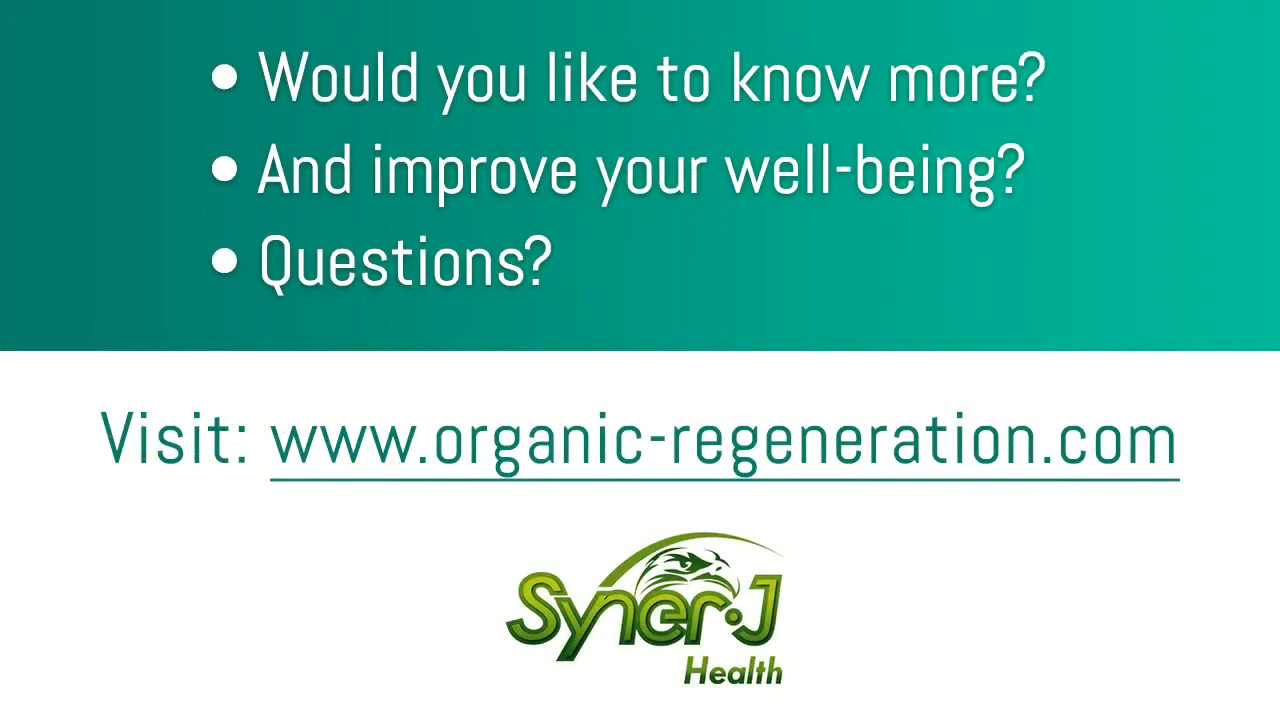 • Would you like to know more?
• And improve your well-being?
• Questions?
Visit: www.organic-regeneration.com
Syner·J
Health